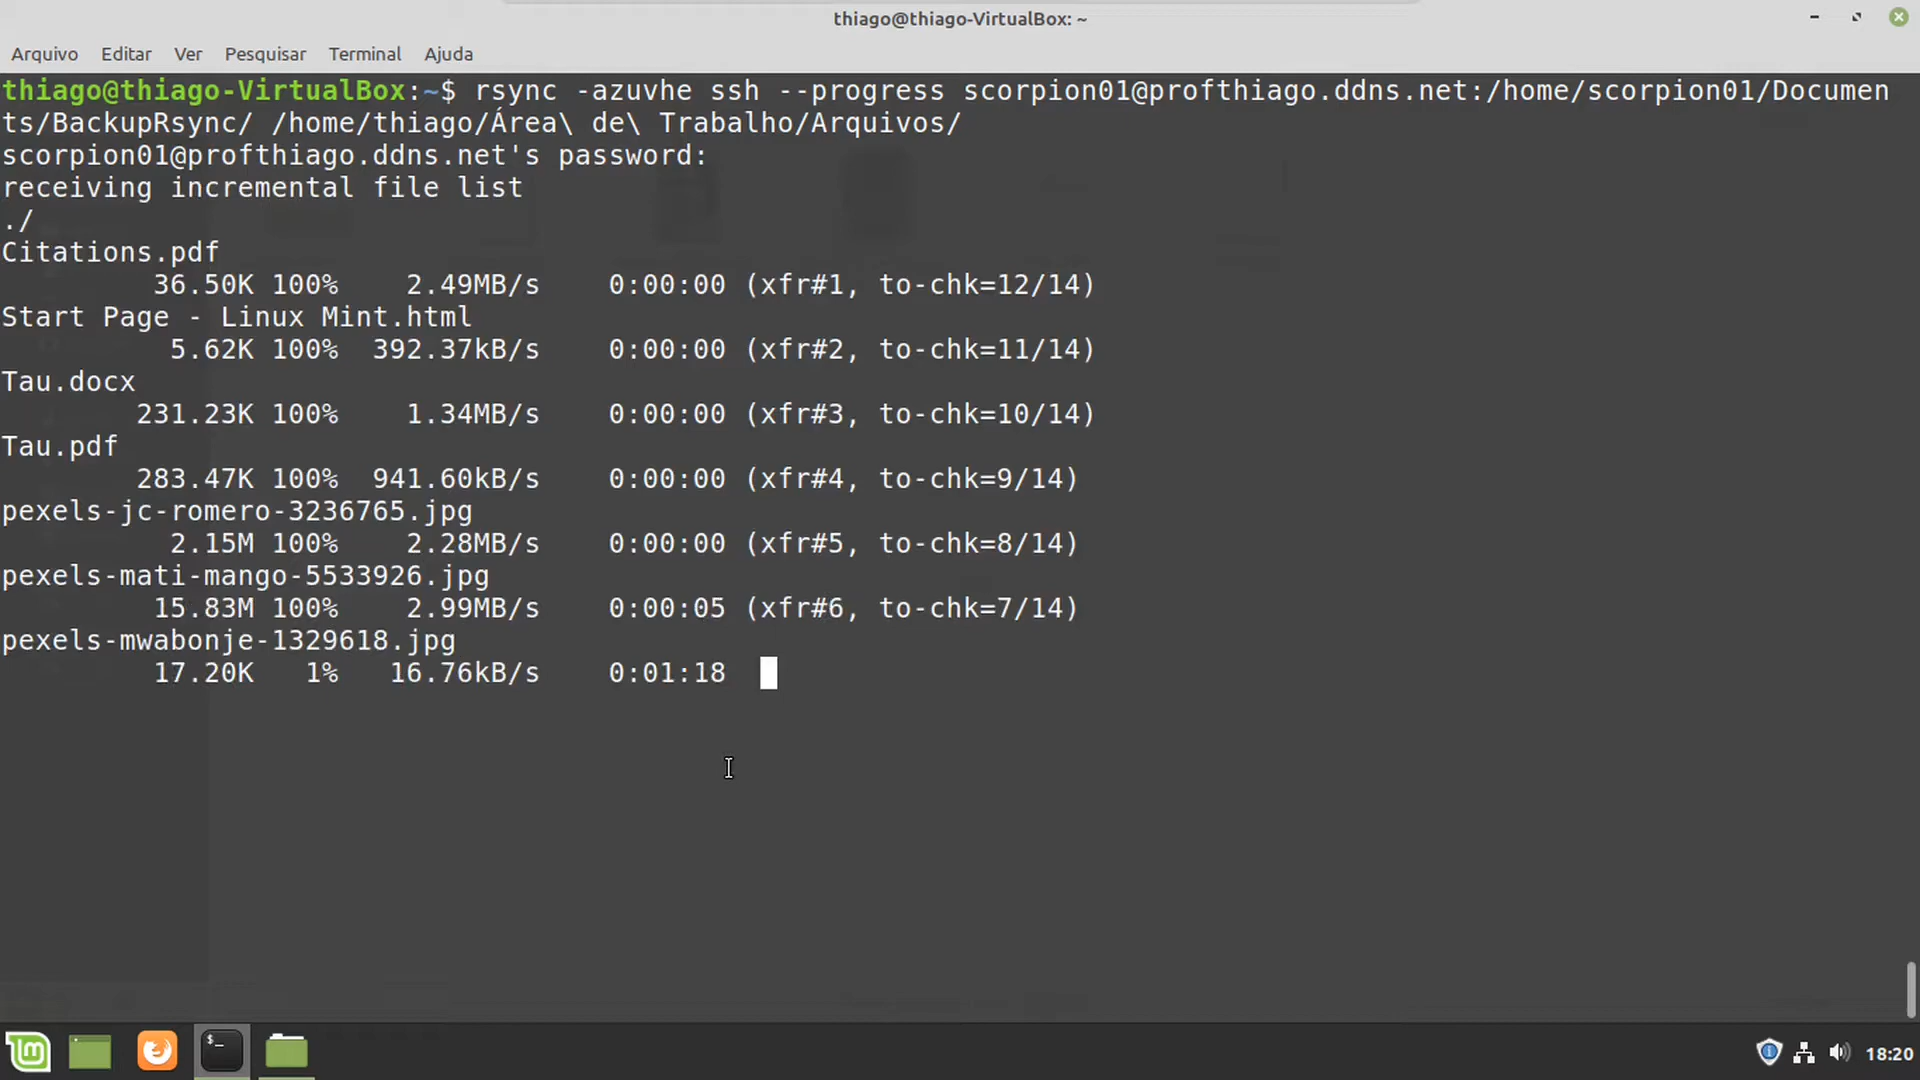 thiago@thiago-VirtualBox: ~
Arquivo Editar Ver Pesquisar Terminal Ajuda
thiago@thiago-VirtualBox:~$ rsync -azuvhe ssh --progress scorpion01@profthiago.ddns.net:/home/scorpion01/Documen
ts/BackupRsync/ /home/thiago/Área\ de\ Trabalho/Arquivos/
scorpion01@profthiago.ddns.net's password:
receiving incremental file list
./
Citations.pdf
36.50K 100% 2.49MB/s 0:00:00 (xfr#1, to-chk=12/14)
Start Page - Linux Mint.html
5.62K 100% 392.37kB/s 0:00:00 (xfr#2, to-chk=11/14)
Tau.docx
231.23K 100% 1.34MB/s 0:00:00 (xfr#3, to-chk=10/14)
Tau.pdf
283.47K 100% 941.60kB/s 0:00:00 (xfr#4, to-chk=9/14)
pexels-jc-romero-3236765.jpg
2.15M 100% 2.28MB/s 0:00:00 (xfr#5, to-chk=8/14)
pexels-mati-mango-5533926.jpg
15.83M 100% 2.99MB/s 0:00:05 (xfr#6, to-chk=7/14)
pexels-mwabonje-1329618.jpg
17.20K 1% 16.76kB/s 0:01:18
18:20